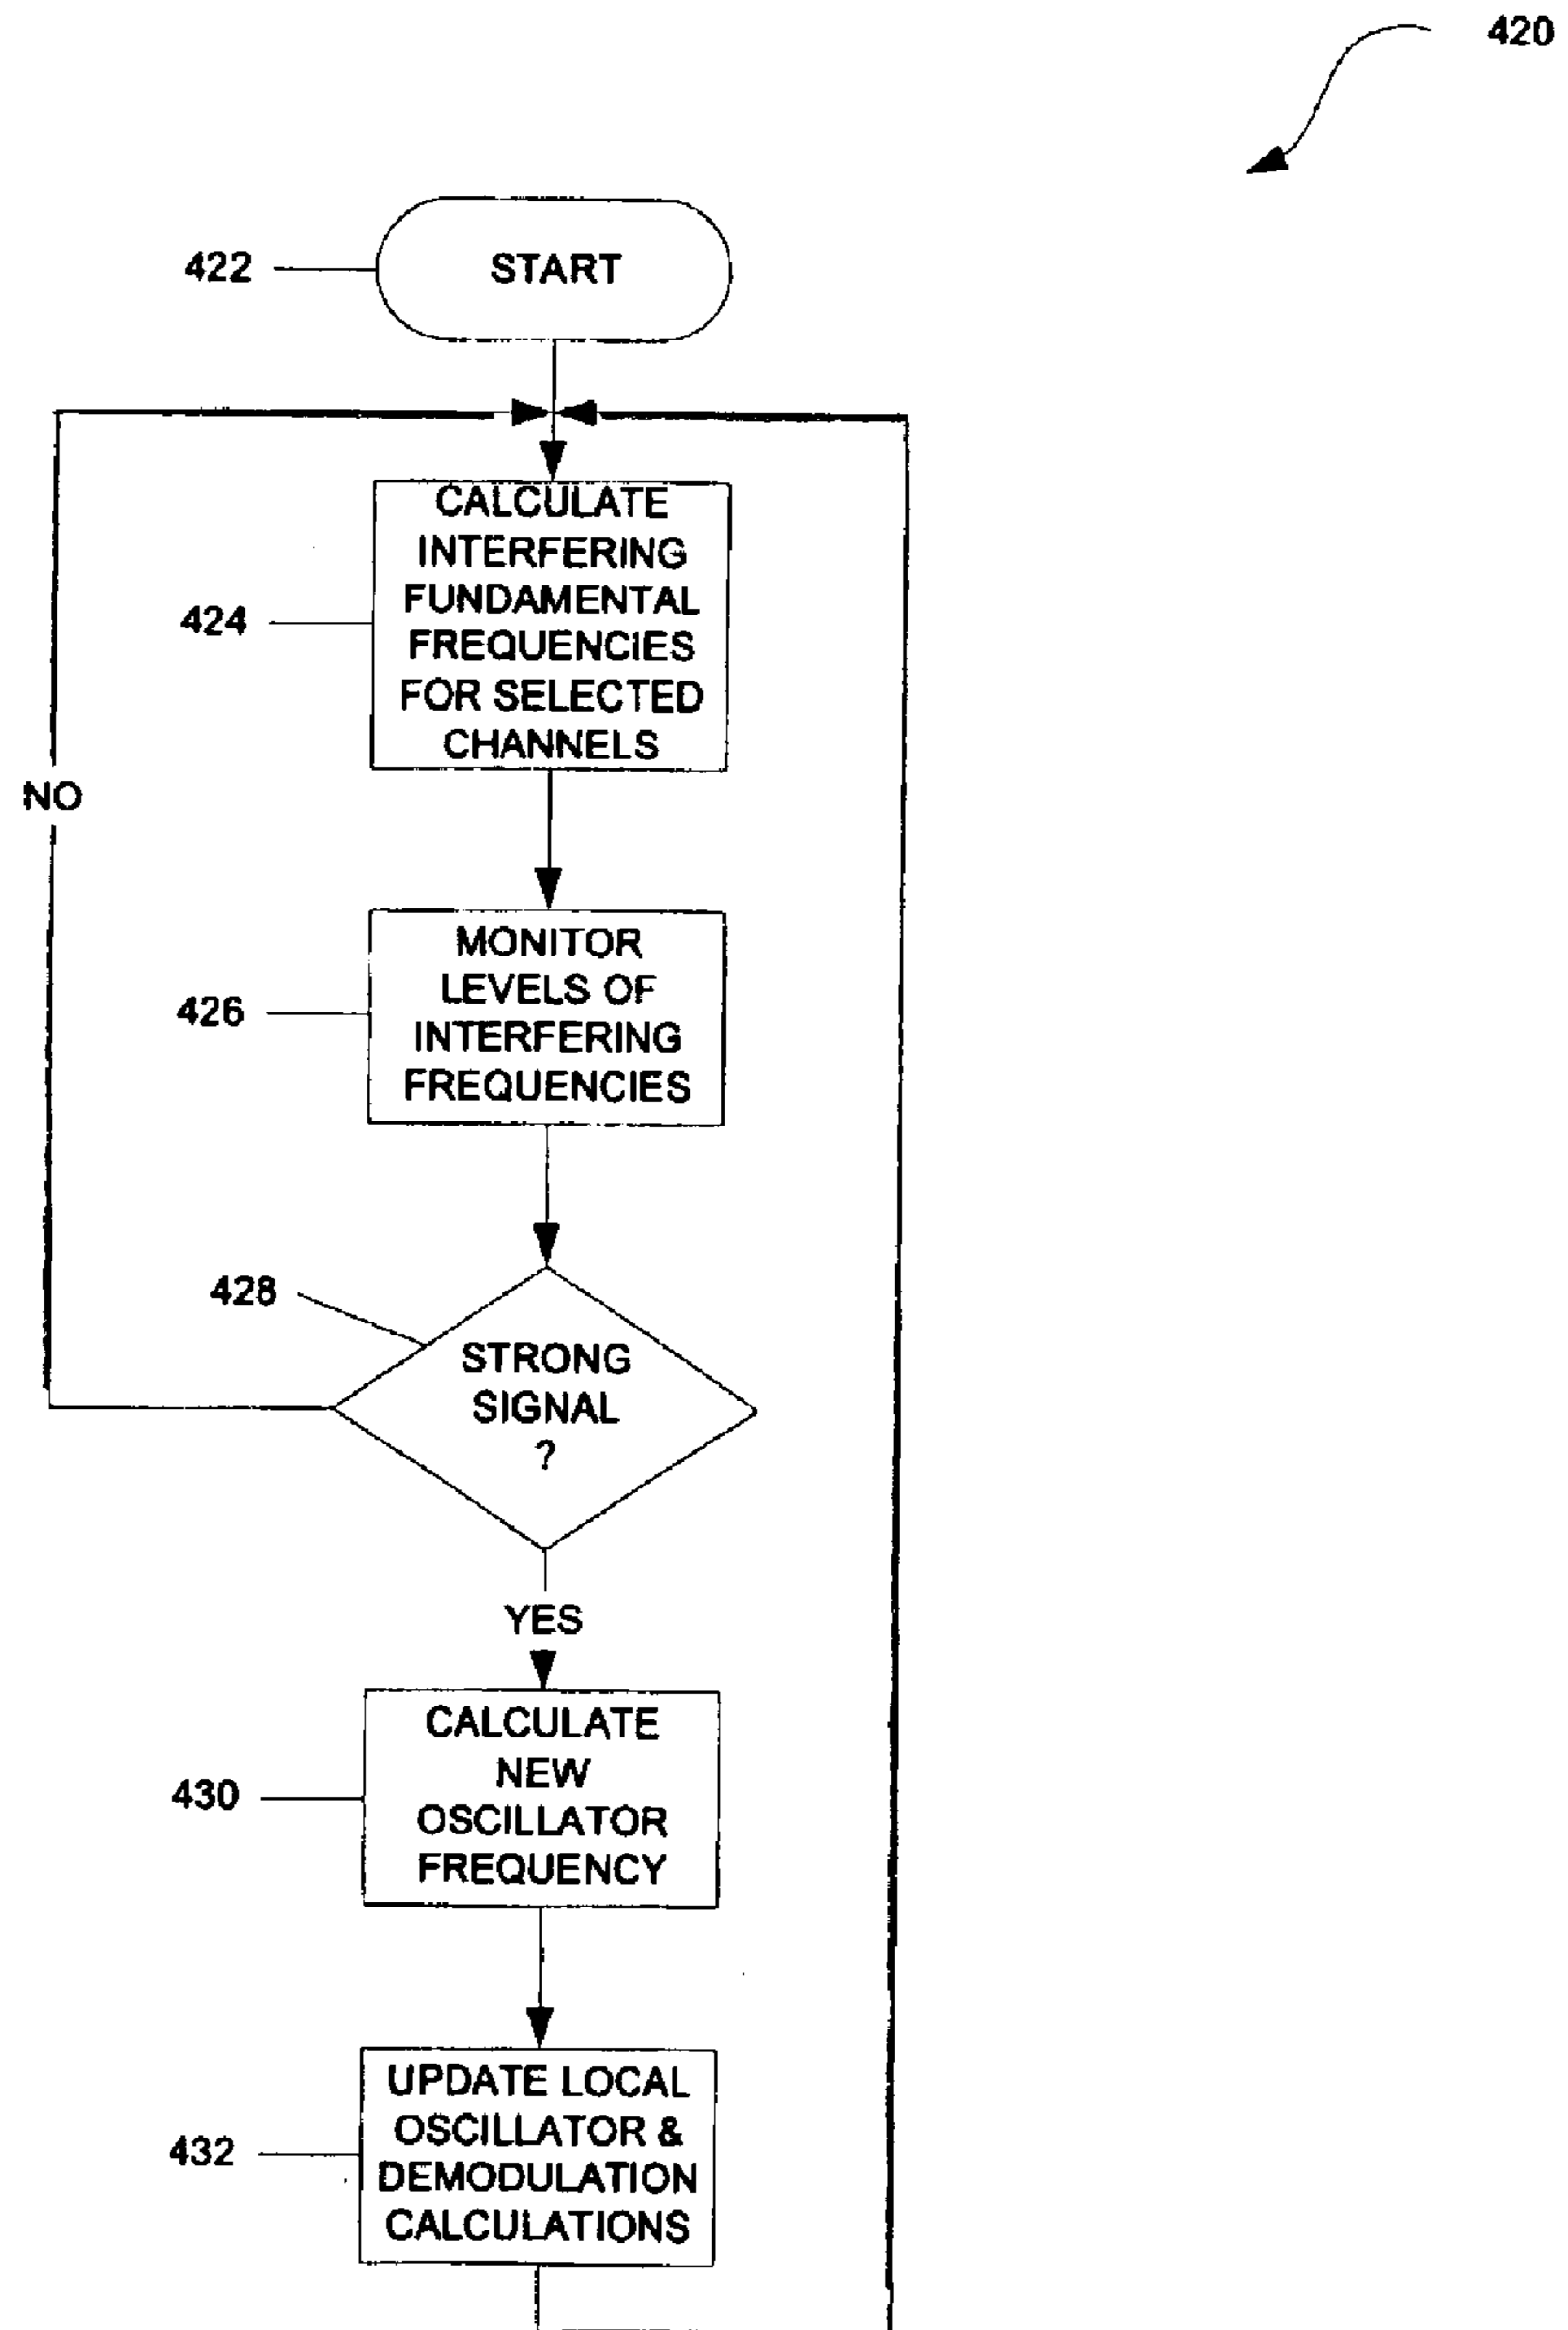 420
422
START
CALCULATE
INTERFERING
FUNDAMENTAL
FREQUENCIES
FOR SELECTED
CHANNELS
424
NO
MONITOR
LEVELS OF
INTERFERING
FREQUENCIES
426
428
STRONG
SIGNAL
?
YES
CALCULATE
NEW
OSCILLATOR
FREQUENCY
430
UPDATE LOCAL
OSCILLATOR &
DEMODULATION
CALCULATIONS
432